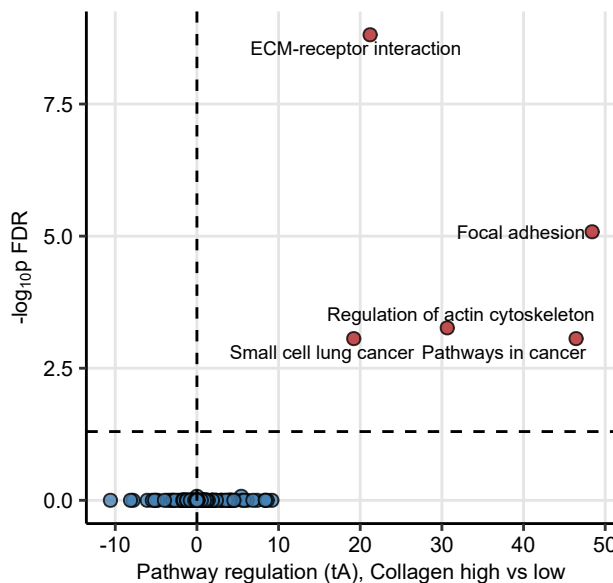 ECM-receptor interaction
7.5
Focal adhesion
5.0
-log10p FDR
Regulation of actin cytoskeleton
Small cell lung cancer Pathways in cancer
2.5
0.0
-10 0 10 20 30 40 50
Pathway regulation (tA), Collagen high vs low